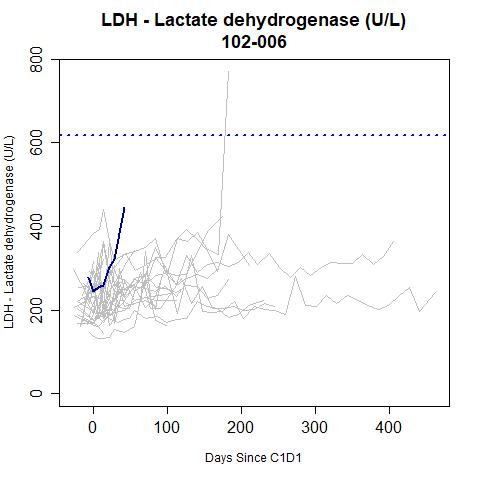 LDH - Lactate dehydrogenase (U/L)
102-006
LDH - Lactate dehydrogenase (U/L)
800
600
400
200
0
0 100 200 300 400
Days Since C1D1